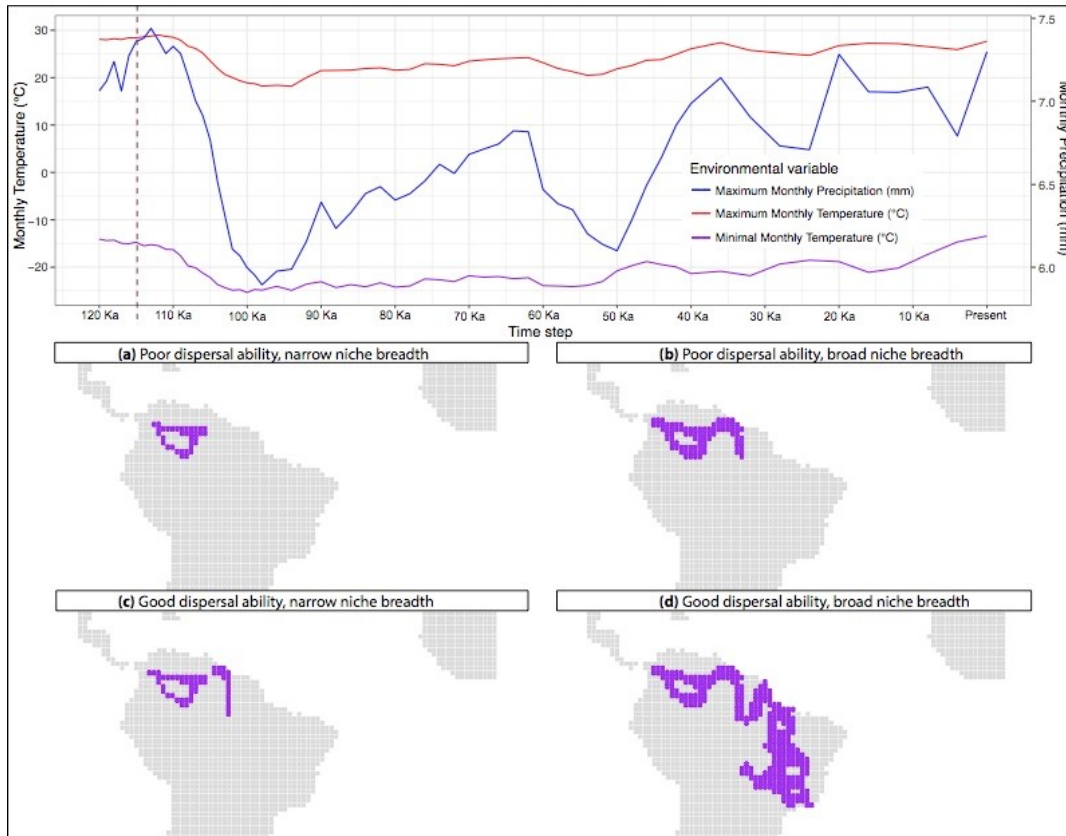 30
20
10
0
−10
−20
Monthly Temperature (°C)
7.5
7.0
6.5
6.0
Monthly Precipitation (mm)
Environmental variable
Maximum Monthly Precipitation (mm)
Maximum Monthly Temperature (°C)
Minimal Monthly Temperature (°C)
120 Ka 110 Ka 100 Ka 90 Ka 80 Ka 70 Ka 60 Ka 50 Ka 40 Ka 30 Ka 20 Ka 10 Ka Present
Time step
(a) Poor dispersal ability, narrow niche breadth
(b) Poor dispersal ability, broad niche breadth
(c) Good dispersal ability, narrow niche breadth
(d) Good dispersal ability, broad niche breadth